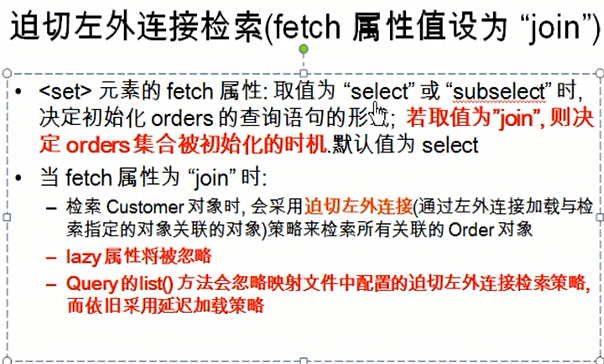 迫切左外连接检索(fetch 属性值设为 “join”)
• <set> 元素的 fetch 属性: 取值为 “select” 或 “subselect” 时,
决定初始化 orders 的查询语句的形式; 若取值为”join”, 则决
定 orders 集合被初始化的时机.默认值为 select
• 当 fetch 属性为 “join” 时:
– 检索 Customer 对象时, 会采用迫切左外连接(通过左外连接加载与检
索指定的对象关联的对象)策略来检索所有关联的 Order 对象
– lazy 属性将被忽略
– Query 的list() 方法会忽略映射文件中配置的迫切左外连接检索策略,
而依旧采用延迟加载策略